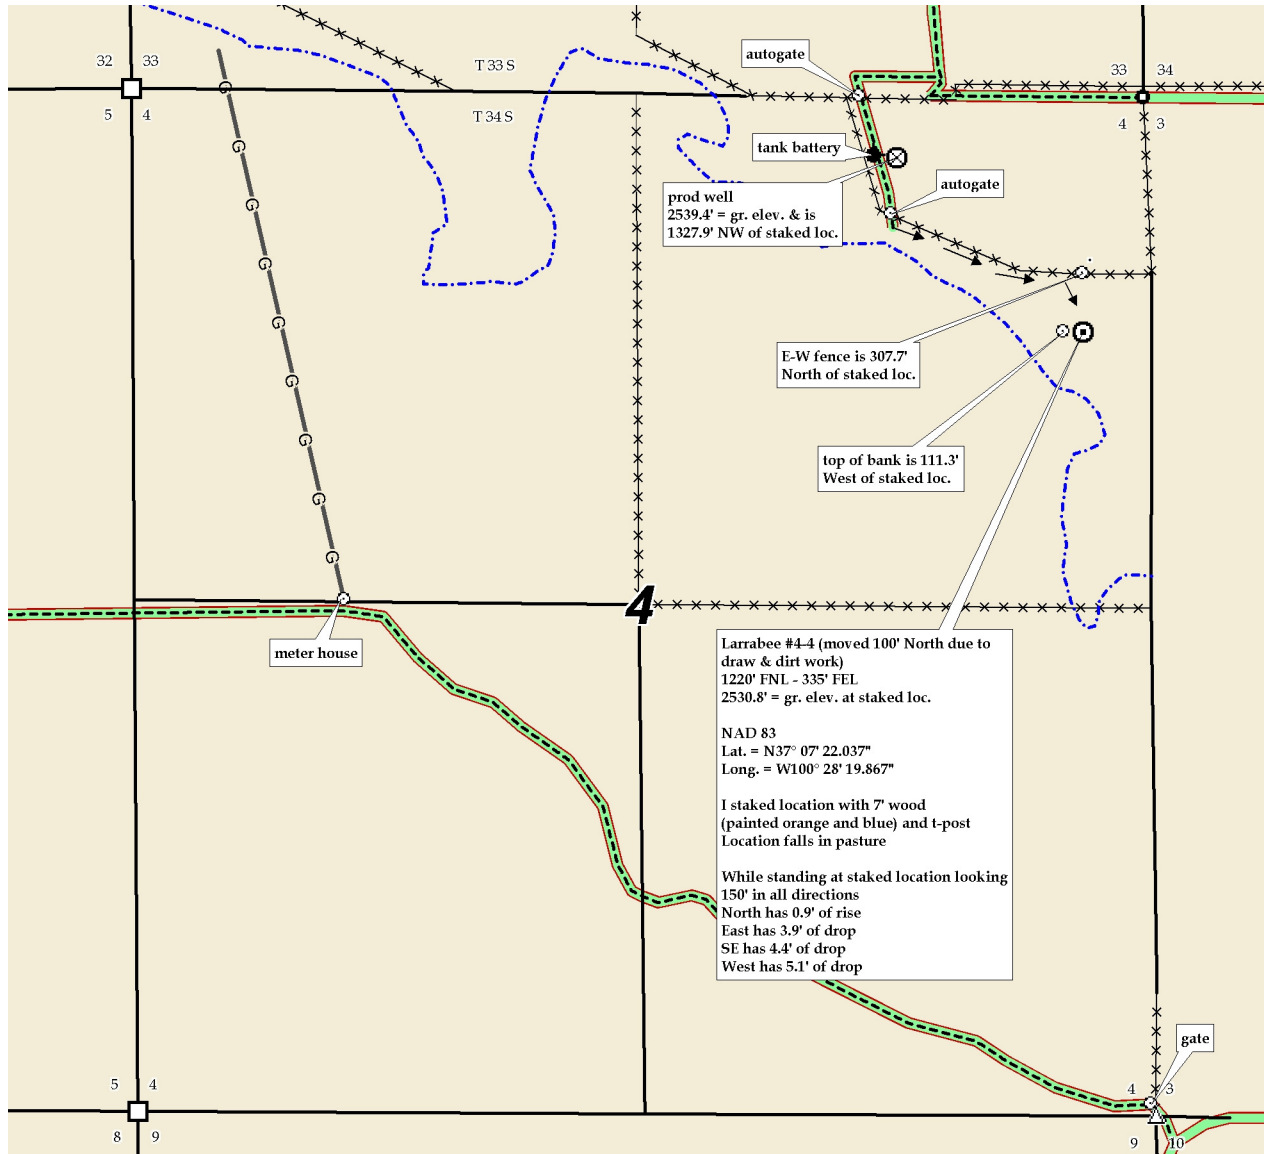 autogate
32 33
T 33 S
33 34
5 4
T 34 S
4 3
tank battery
autogate
prod well
2539.4' = gr. elev. & is
1327.9' NW of staked loc.
E-W fence is 307.7'
North of staked loc.
top of bank is 111.3'
West of staked loc.
G
G
G
G
G
G
G
G
G
4
meter house
Larrabee #4-4 (moved 100' North due to
draw & dirt work)
1220' FNL - 335' FEL
2530.8' = gr. elev. at staked loc.
NAD 83
Lat. = N37° 07' 22.037"
Long. = W100° 28' 19.867"
I staked location with 7' wood
(painted orange and blue) and t-post
Location falls in pasture
While standing at staked location looking
150' in all directions
North has 0.9' of rise
East has 3.9' of drop
SE has 4.4' of drop
West has 5.1' of drop
gate
5 4
4 3
8 9
9 10